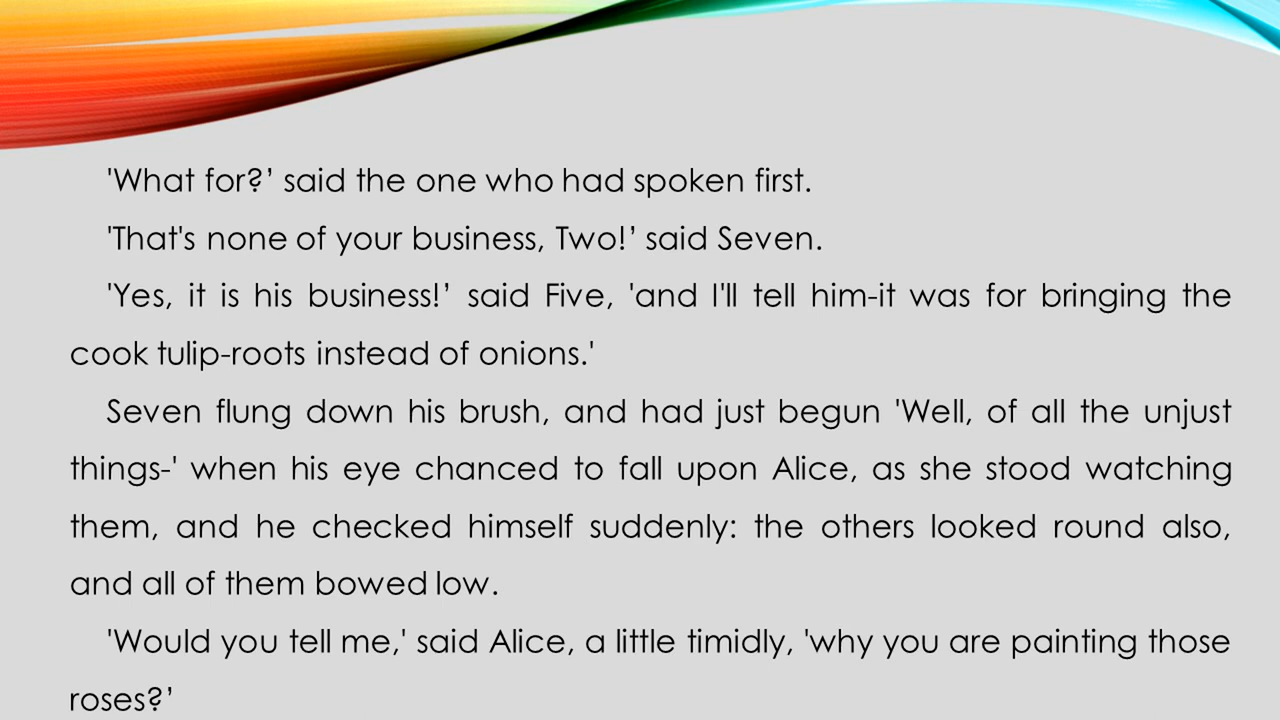 'What for?’ said the one who had spoken first.
'That's none of your business, Two!’ said Seven.
'Yes, it is his business!’ said Five, 'and I'll tell him-it was for bringing the
cook tulip-roots instead of onions.'
Seven flung down his brush, and had just begun 'Well, of all the unjust
things-' when his eye chanced to fall upon Alice, as she stood watching
them, and he checked himself suddenly: the others looked round also,
and all of them bowed low.
'Would you tell me,' said Alice, a little timidly, 'why you are painting those
roses?’